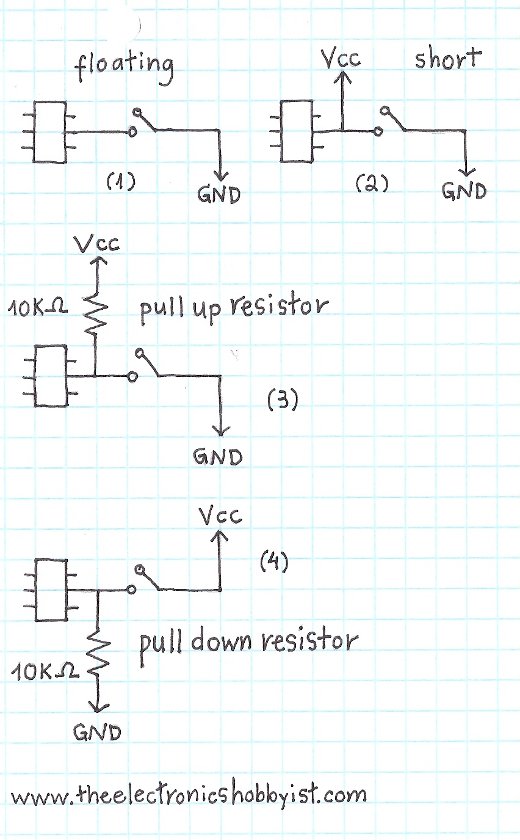 floating
Vcc short
(1)
GND
(2)
GND
Vcc
10KΩ pull up resistor
(3)
GND
Vcc
(4)
pull down resistor
10KΩ
GND
www.theelectronicshobbyist.com